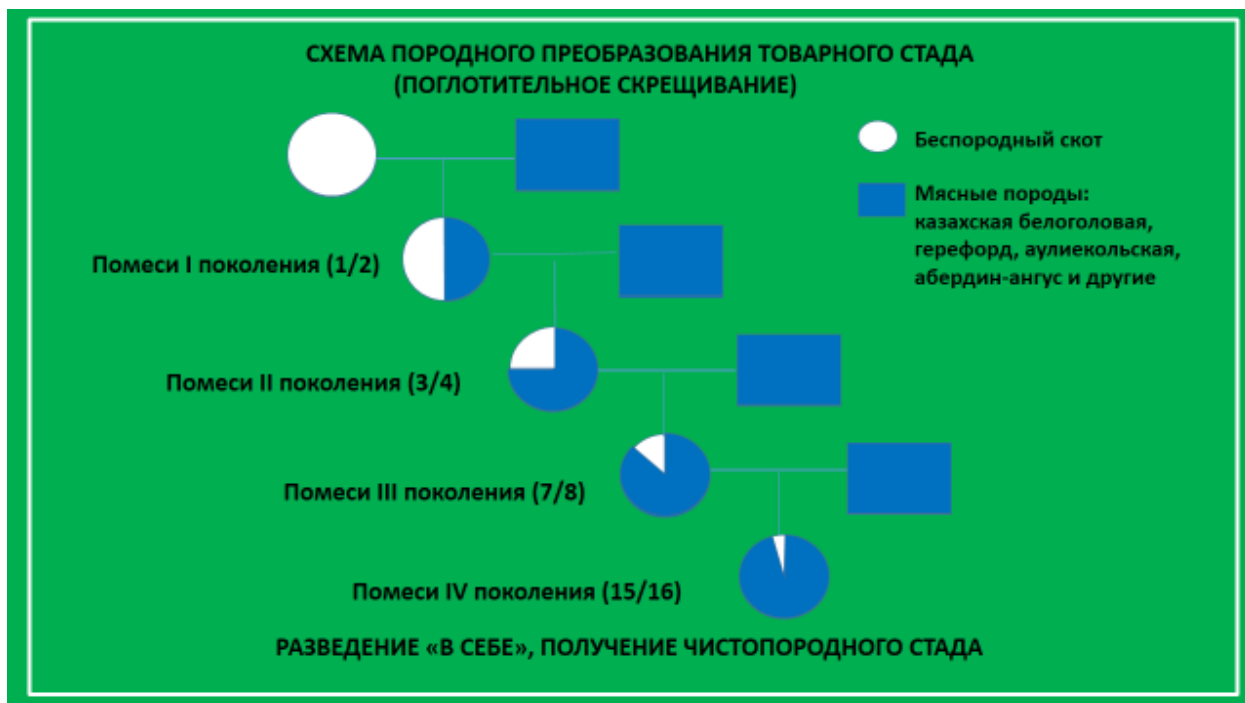 СХЕМА ПОРОДНОГО ПРЕОБРАЗОВАНИЯ ТОВАРНОГО СТАДА
(ПОГЛОТИТЕЛЬНОЕ СКРЕЩИВАНИЕ)
Беспородный скот
Мясные породы:
казахская белоголовая,
герефорд, аулиекольская,
абердин-ангус и другие
Помеси I поколения (1/2)
Помеси II поколения (3/4)
Помеси III поколения (7/8)
Помеси IV поколения (15/16)
РАЗВЕДЕНИЕ «В СЕБЕ», ПОЛУЧЕНИЕ ЧИСТОПОРОДНОГО СТАДА